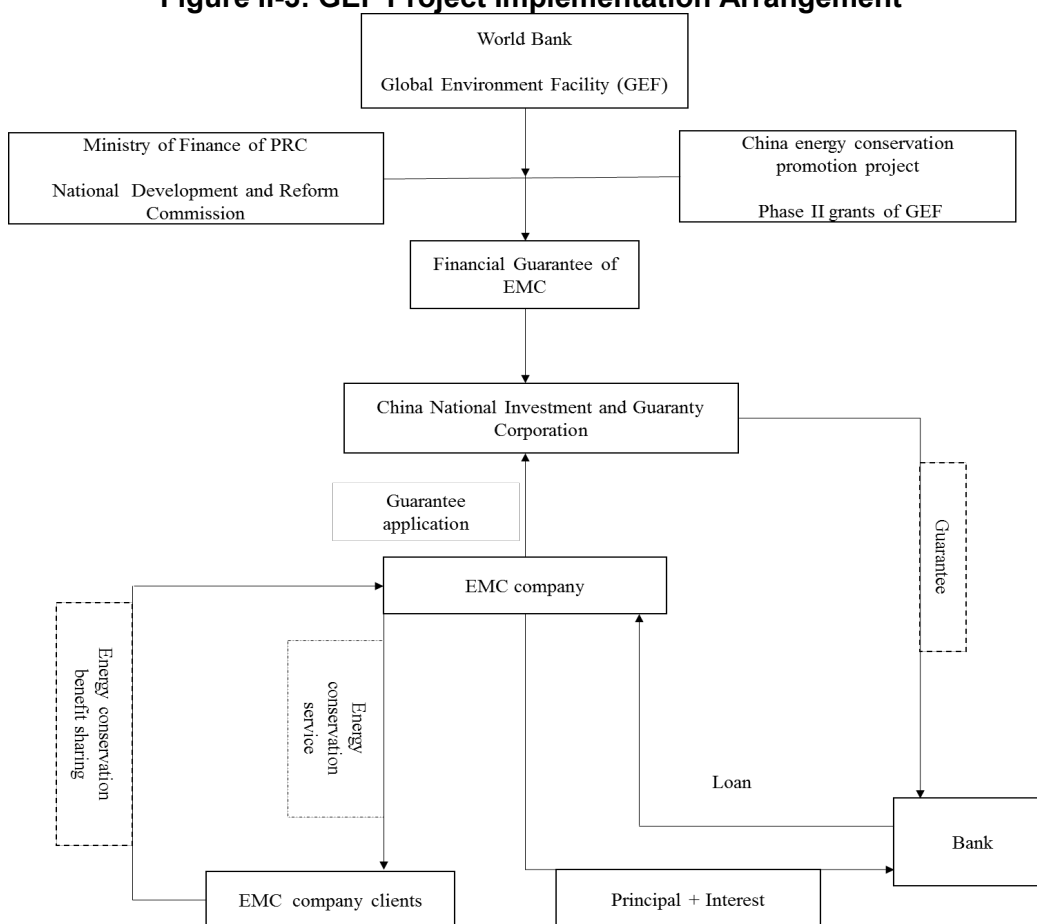 Figure II-3: GEF Project Implementation Arrangement
World Bank
Global Environment Facility (GEF)
Ministry of Finance of PRC
National Development and Reform
Commission
China energy conservation
promotion project
Phase II grants of GEF
Financial Guarantee of
EMC
China National Investment and Guaranty
Corporation
Guarantee
application
Guarantee
EMC company
Energy conservation
benefit sharing
Energy
conservation
service
Loan
Bank
EMC company clients
Principal + Interest